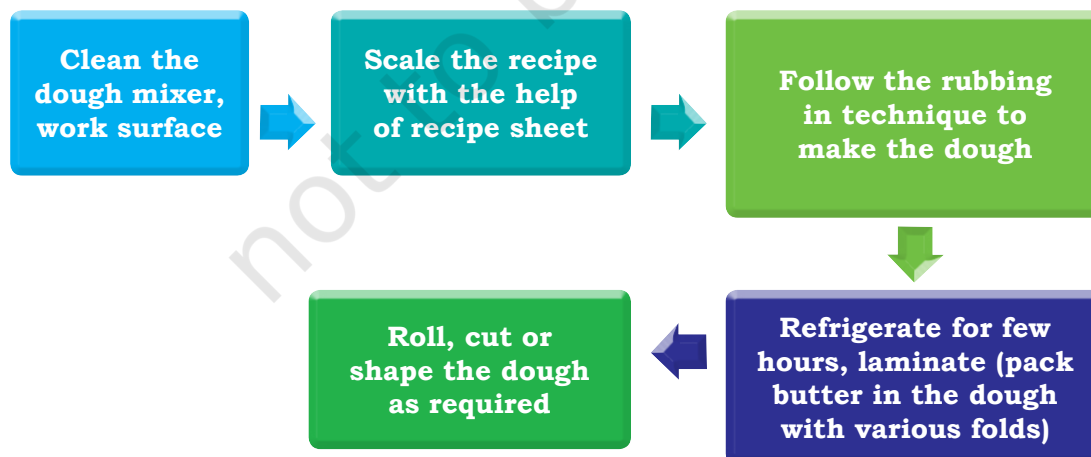 Clean the
dough mixer,
work surface
Scale the recipe
with the help
of recipe sheet
Follow the rubbing
in technique to
make the dough
Refrigerate for few
hours, laminate (pack
butter in the dough
with various folds)
Roll, cut or
shape the dough
as required
not to b